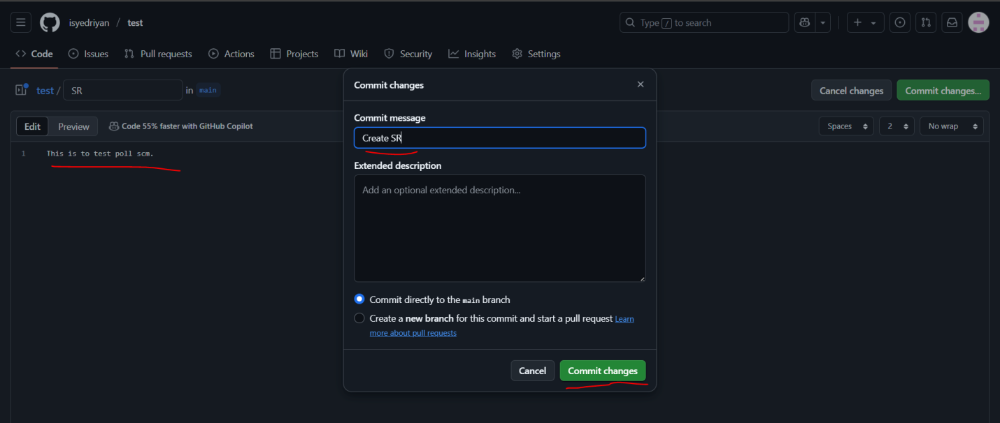 isyedriyan / test
Type / to search
Code Issues Pull requests Actions Projects Wiki Security Insights Settings
test / SR in main
Cancel changes Commit changes...
Edit Preview Code 55% faster with GitHub Copilot
Spaces 2 No wrap
1 This is to test poll scm.
Commit changes
Commit message
Create SR
Extended description
Add an optional extended description...
Commit directly to the main branch
Create a new branch for this commit and start a pull request Learn
more about pull requests
Cancel Commit changes